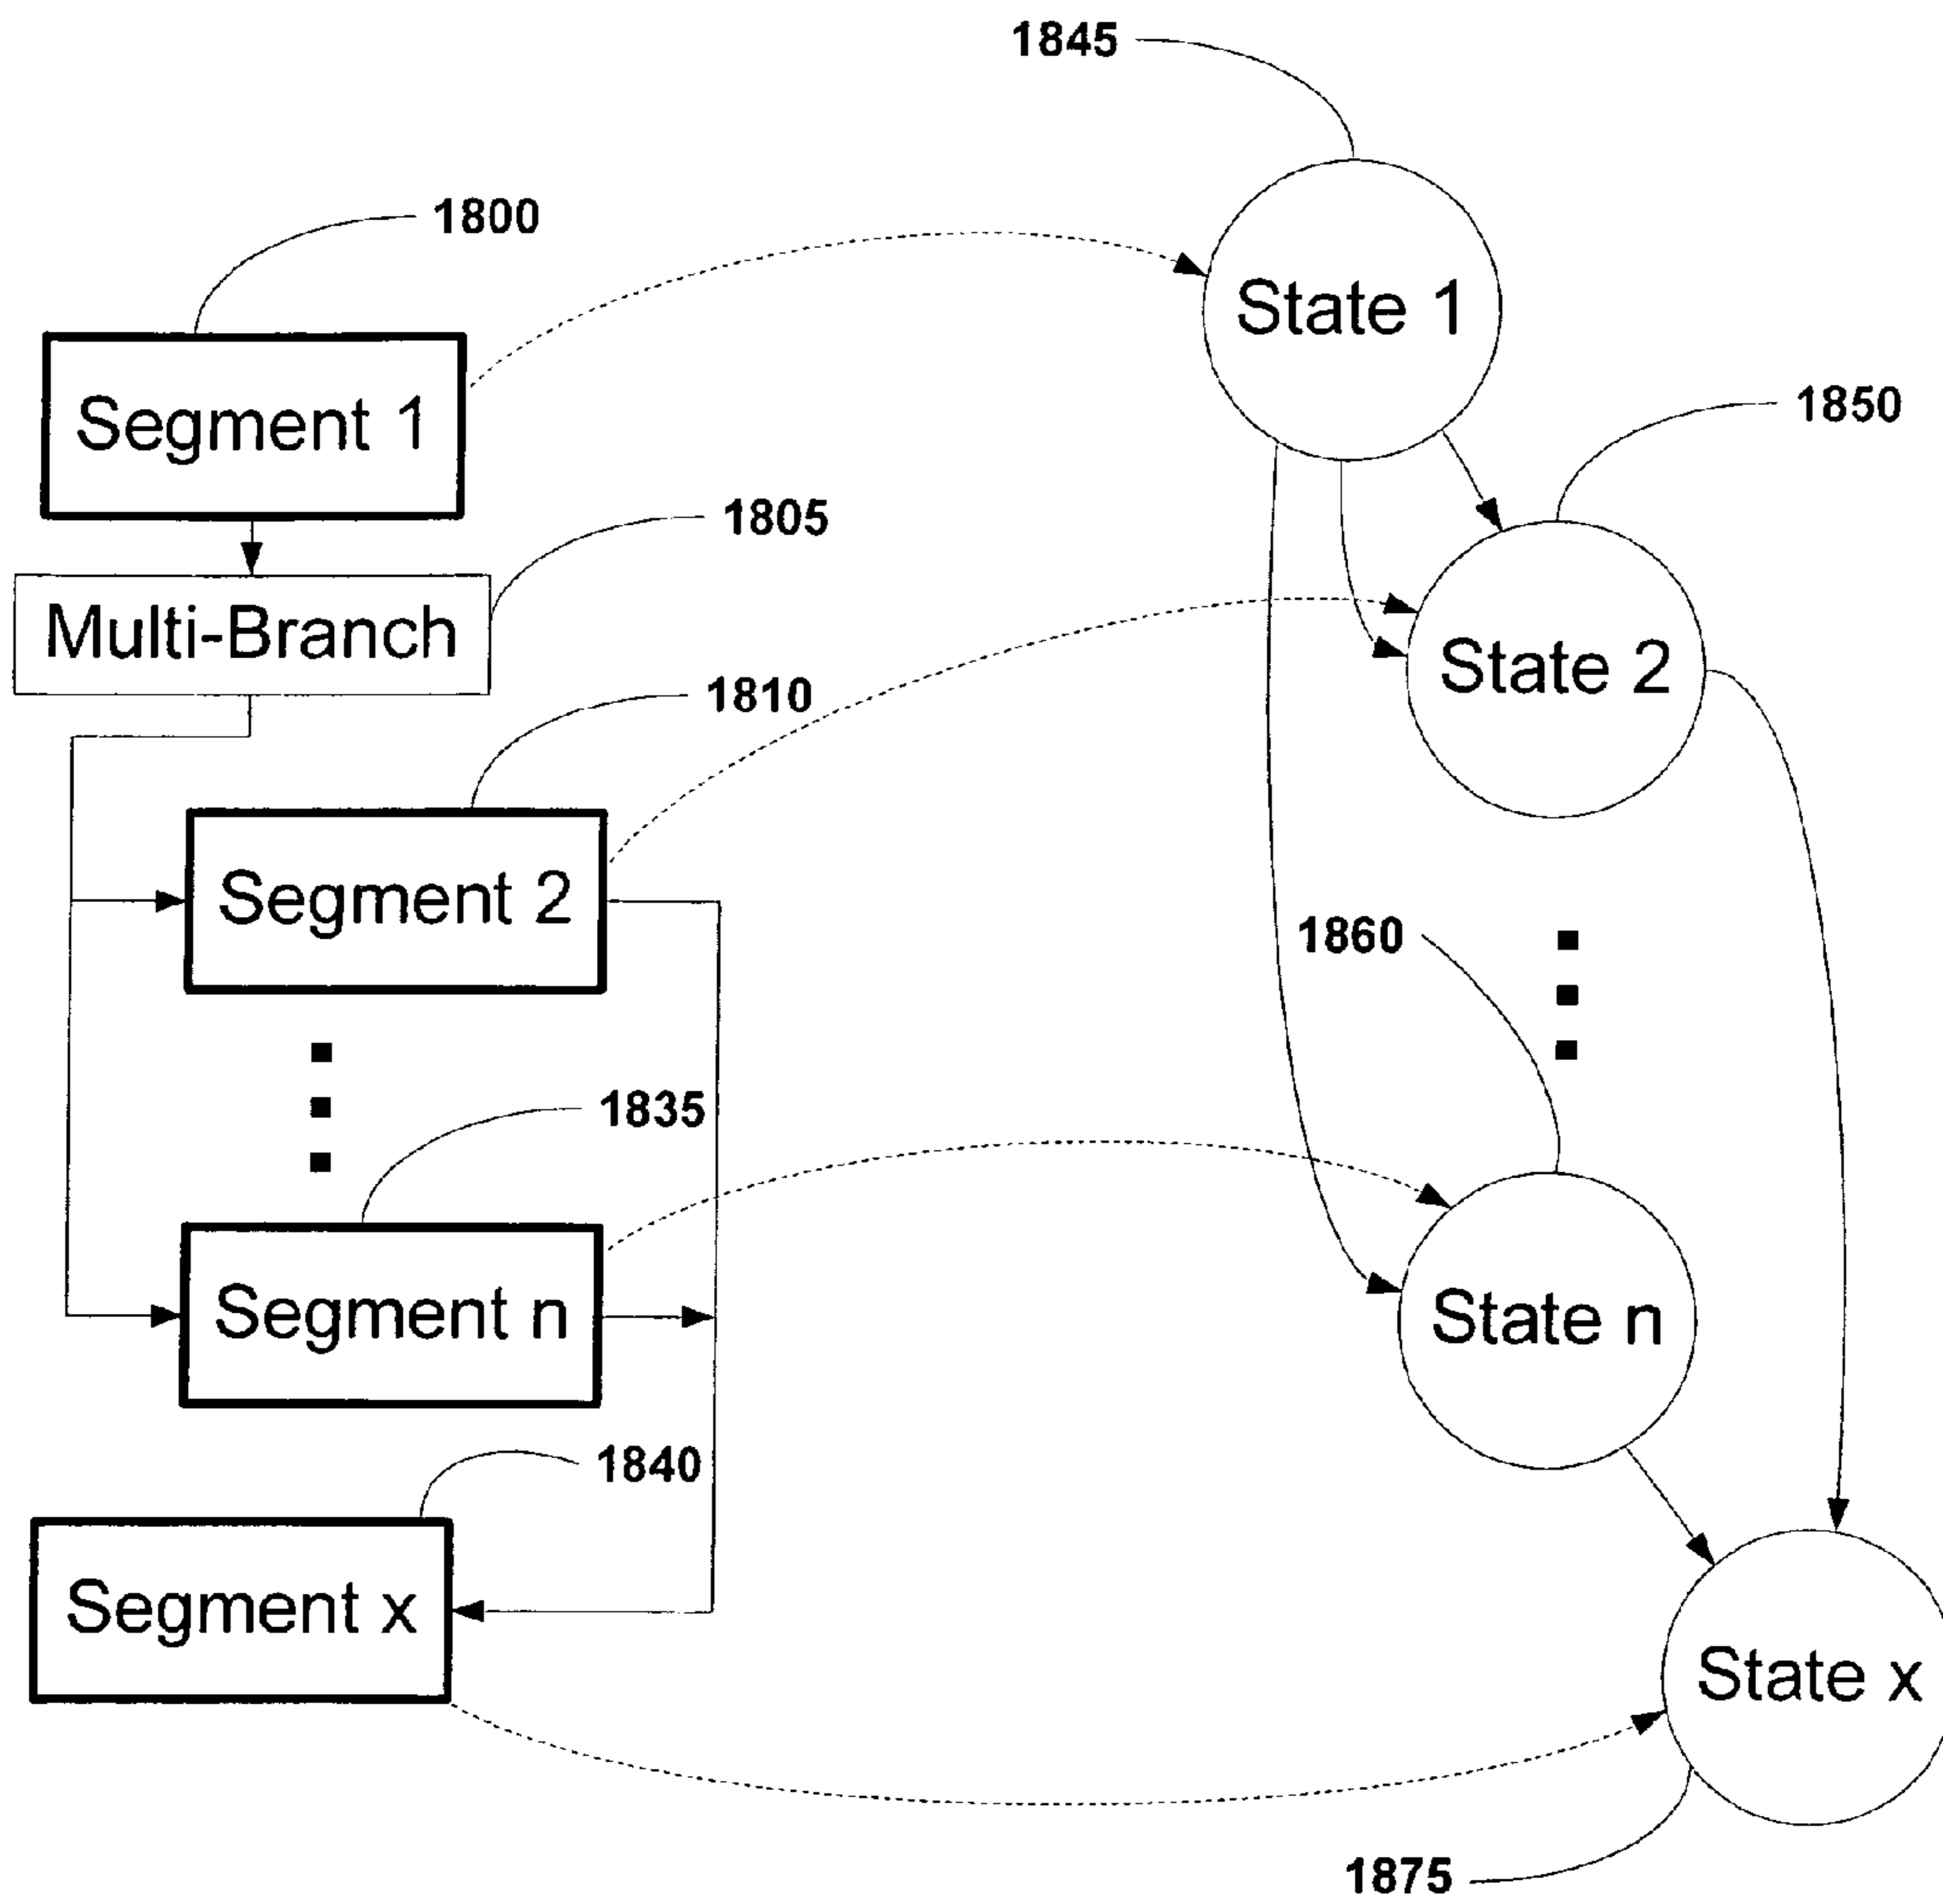 1845
1800
State 1
Segment 1
1850
1805
Multi-Branch
State 2
1810
Segment 2
1860
1835
State n
Segment n
1840
Segment x
State x
1875